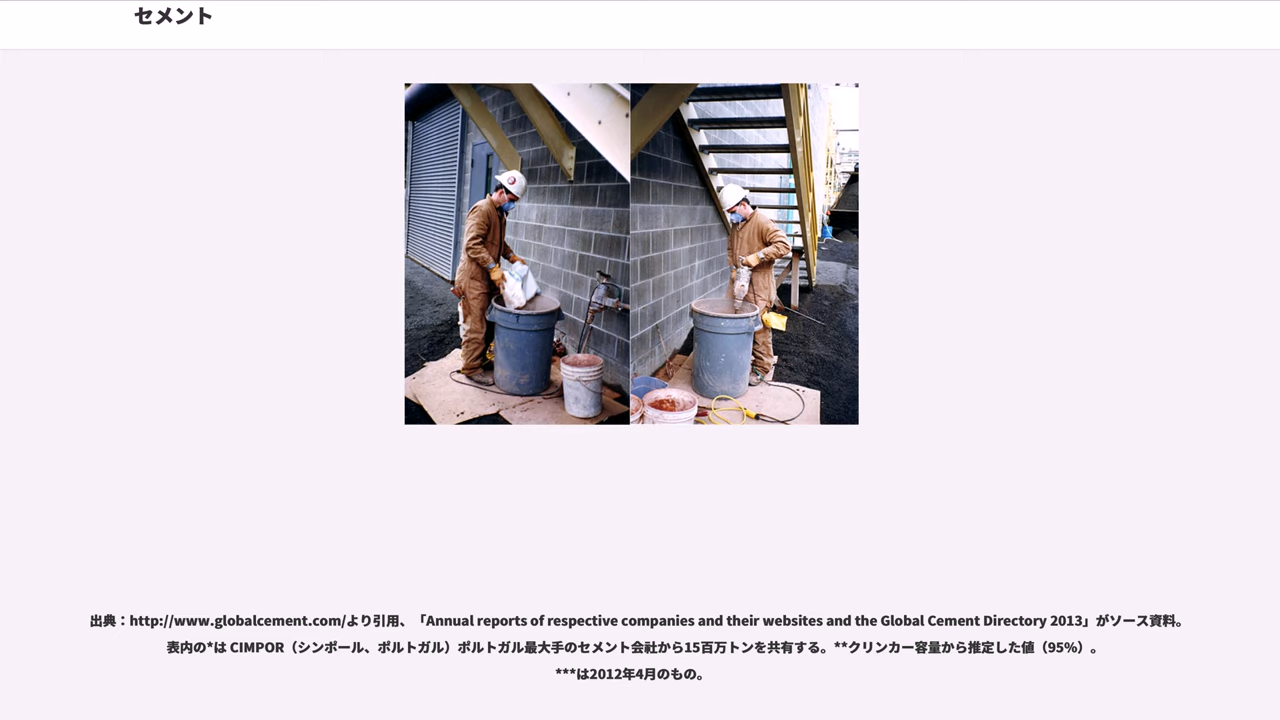 セメント
出典：http://www.globalcement.com/より引用、「Annual reports of respective companies and their websites and the Global Cement Directory 2013」がソース資料。
表内の*は CIMPOR（シンポール、ポルトガル）ポルトガル最大手のセメント会社から15百万トンを共有する。**クリンカー容量から推定した値（95%）。
***は2012年4月のもの。